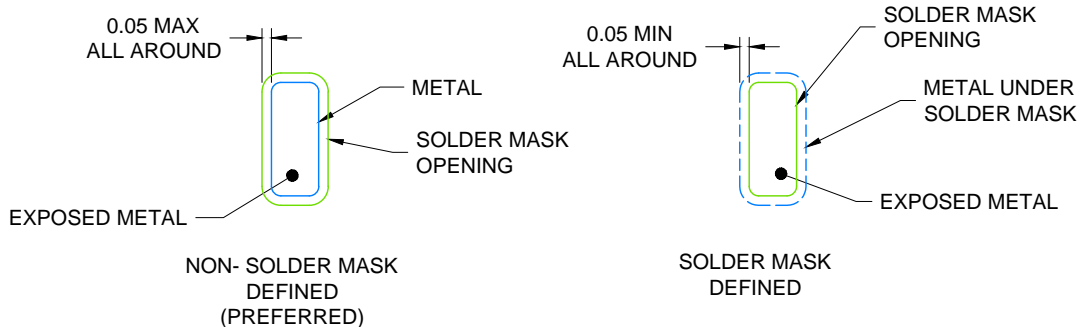 0.05 MAX
ALL AROUND
METAL
SOLDER MASK
OPENING
EXPOSED METAL
NON- SOLDER MASK
DEFINED
(PREFERRED)
0.05 MIN
ALL AROUND
SOLDER MASK
OPENING
METAL UNDER
SOLDER MASK
EXPOSED METAL
SOLDER MASK
DEFINED